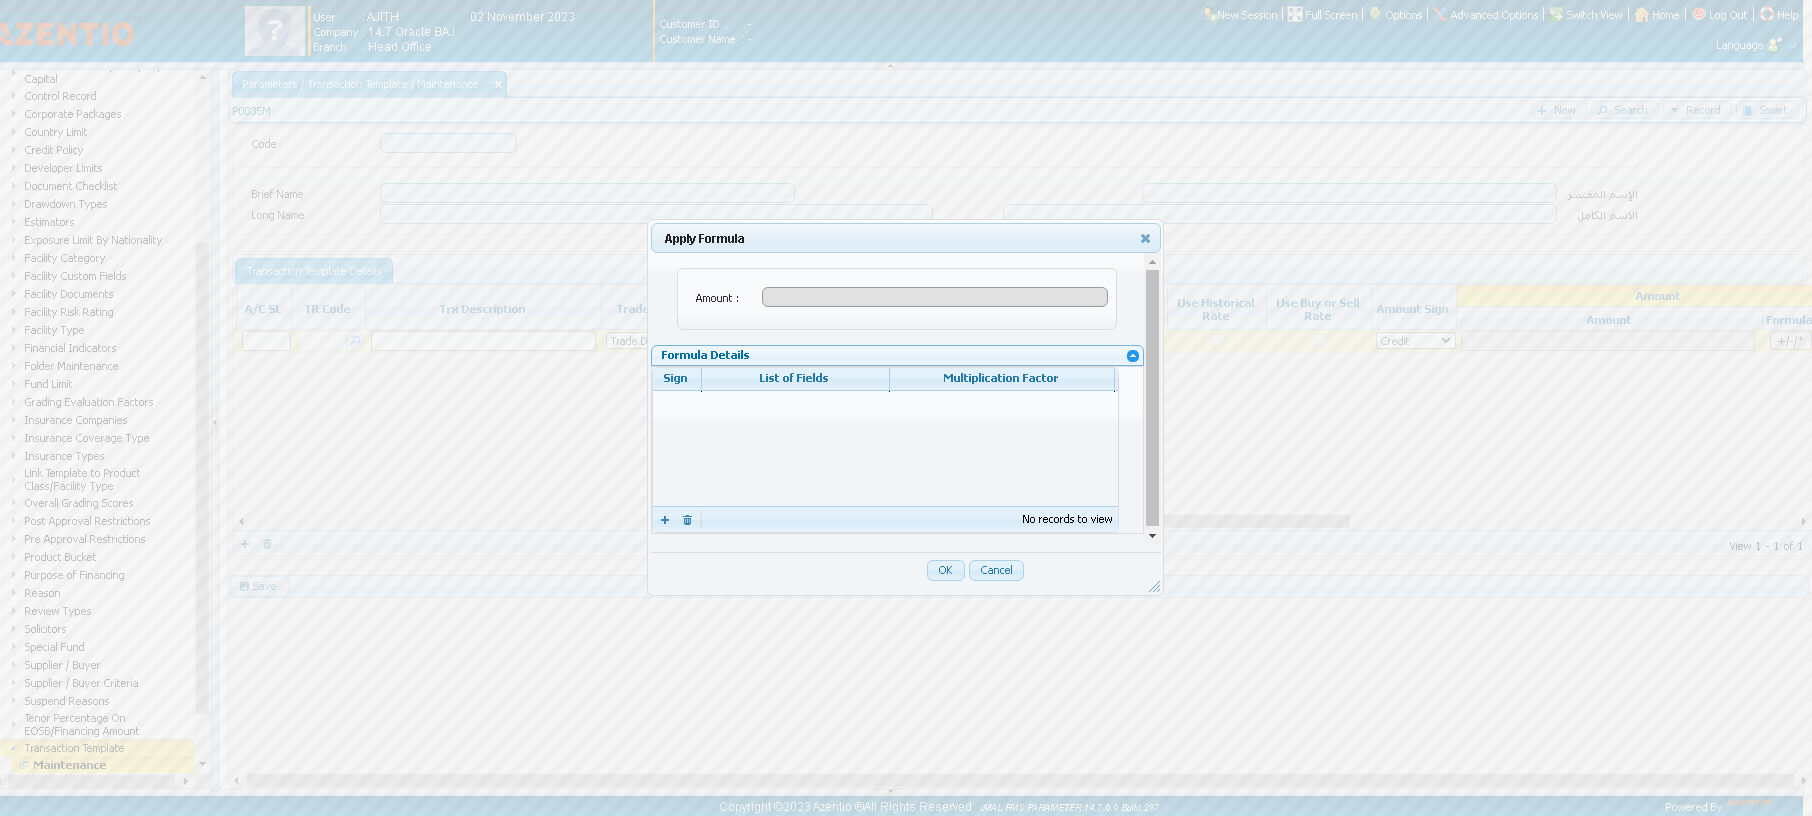 AZENTIO
User : AJITH 02 November 2023
Company : 14.7 Oracle BAJ
Branch : Head Office
Customer ID : -
Customer Name : -
New Session Full Screen Options Advanced Options Switch View Home Log Out Help
Language
Capital
Control Record
Corporate Packages
Country Limit
Credit Policy
Developer Limits
Document Checklist
Drawdown Types
Estimators
Exposure Limit By Nationality
Facility Category
Facility Custom Fields
Facility Documents
Facility Risk Rating
Facility Type
Financial Indicators
Folder Maintenance
Fund Limit
Grading Evaluation Factors
Insurance Companies
Insurance Coverage Type
Insurance Types
Link Template to Product
Class/Facility Type
Overall Grading Scores
Post Approval Restrictions
Pre Approval Restrictions
Product Bucket
Purpose of Financing
Reason
Review Types
Solicitors
Special Fund
Supplier / Buyer
Supplier / Buyer Criteria
Suspend Reasons
Tenor Percentage On
EOSB/Financing Amount
Transaction Template
Maintenance
Parameters / Transaction Template / Maintenance
P0035M
New Search Record Smart
Code
Brief Name الإسم المختصر
Long Name الاسم الكامل
Transaction Template Details
A/C SL TR Code Trx Description Trade Use Historical Rate Use Buy or Sell Rate Amount Sign Amount
Amount Formula
Trade D Credit +/-/*
View 1 - 1 of 1
Save
Apply Formula
Amount :
Formula Details
Sign List of Fields Multiplication Factor
No records to view
OK Cancel
Copyright ©2023 Azentio ®All Rights Reserved IMAL RMS PARAMETER 14.7.0.0 Build 287
Powered By